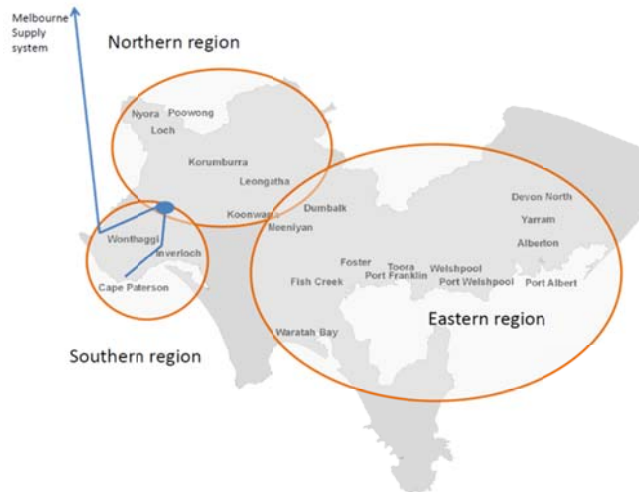 Melbourne
Supply
system
Northern region
Nyora
Poowong
Loch
Korumburra
Leongatha
Koonwarra
Dumbalk
Meeniyan
Devon North
Yarram
Alberton
Wonthaggi
Inverloch
Cape Paterson
Foster
Toora
Welshpool
Fish Creek
Port Franklin
Port Welshpool
Port Albert
Waratah Bay
Eastern region
Southern region